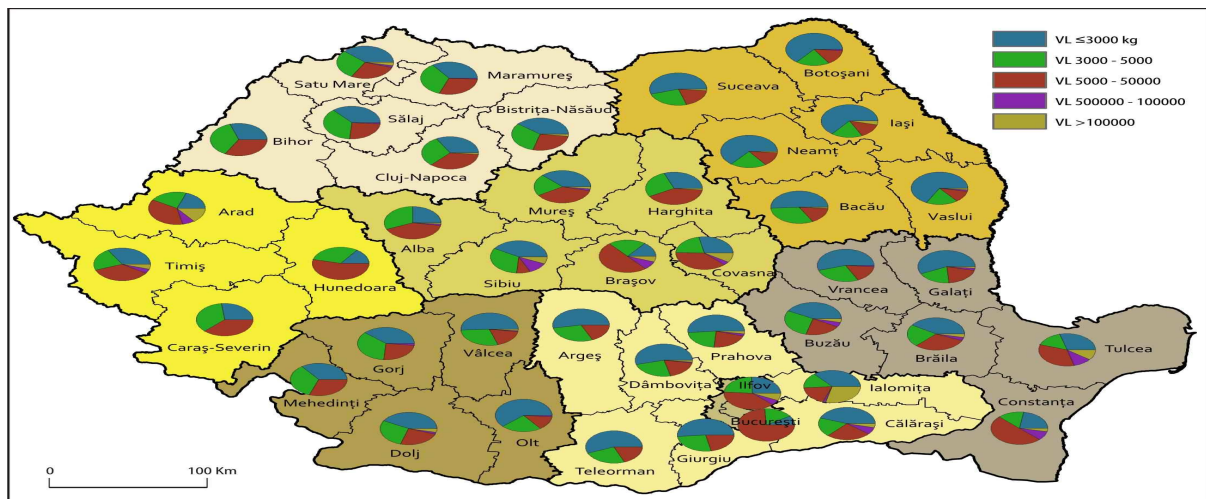 VL ≤3000 kg
VL 3000 - 5000
VL 5000 - 50000
VL 500000 - 100000
VL >100000
Botoşani
Suceava
Satu Mare
Maramureş
Bistriţa-Năsăud
Sălaj
Iaşi
Bihor
Neamţ
Cluj-Napoca
Mureş
Harghita
Bacău
Vaslui
Arad
Alba
Timiş
Hunedoara
Sibiu
Braşov
Covasna
Vrancea
Galaţi
Caraş-Severin
Gorj
Vâlcea
Argeş
Prahova
Buzău
Brăila
Tulcea
Dâmboviţa
Ilfov
Ialomiţa
Mehedinţi
Constanţa
Bucureşti
Călăraşi
Dolj
Olt
Teleorman
Giurgiu
0 100 Km